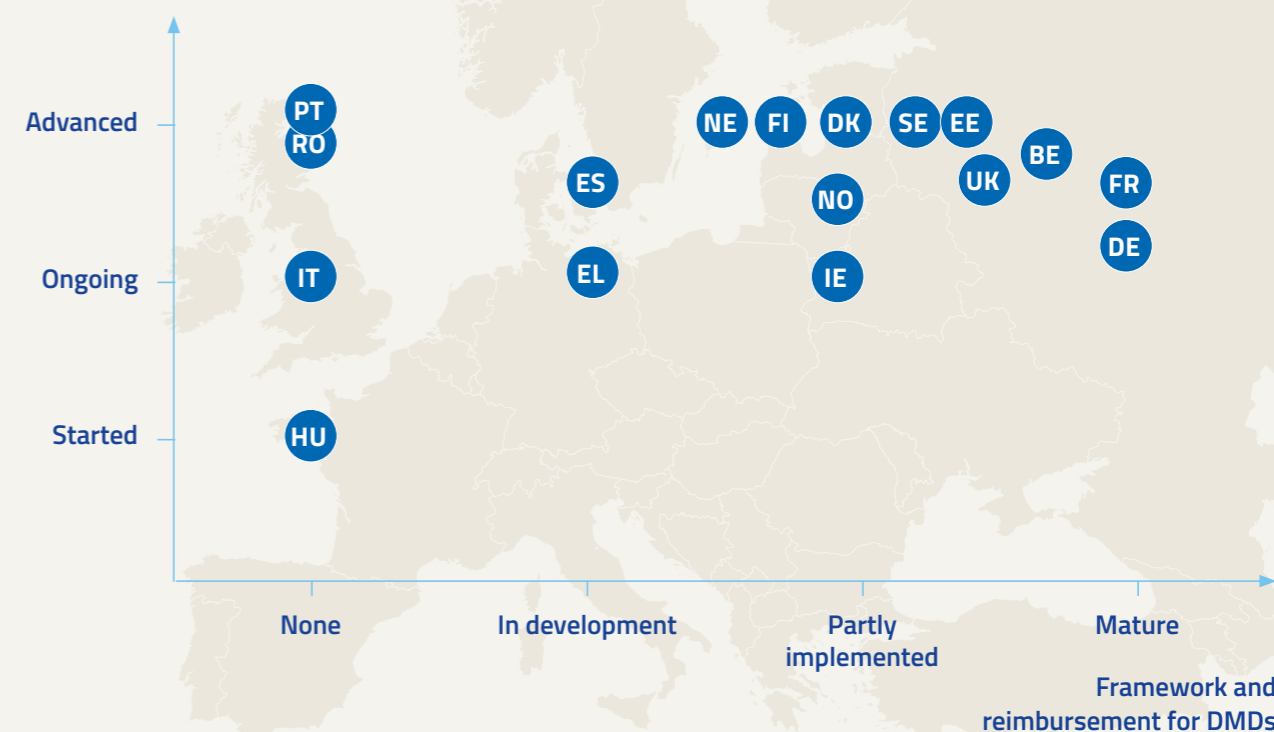 Advanced
Ongoing
Started
PT
RO
IT
HU
ES
EL
NE
FI
DK
SE
EE
NO
IE
UK
BE
FR
DE
None
In development
Partly
implemented
Mature
Framework and
reimbursement for DMDs